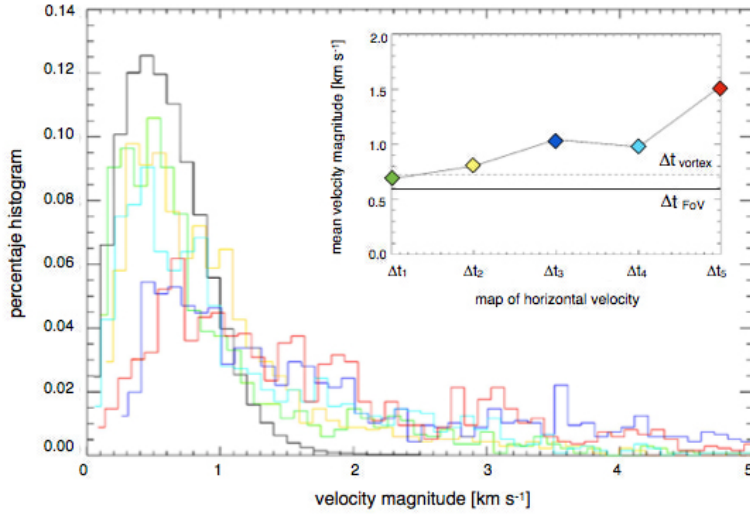 0.14
0.12
0.10
0.08
0.06
0.04
0.02
0.00
percentaje histogram
0
1
2
3
4
5
velocity magnitude [km s⁻¹]
2.0
1.5
1.0
0.5
0.0
mean velocity magnitude [km s⁻¹]
Δt vortex
Δt FoV
Δt₁
Δt₂
Δt₃
Δt₄
Δt₅
map of horizontal velocity